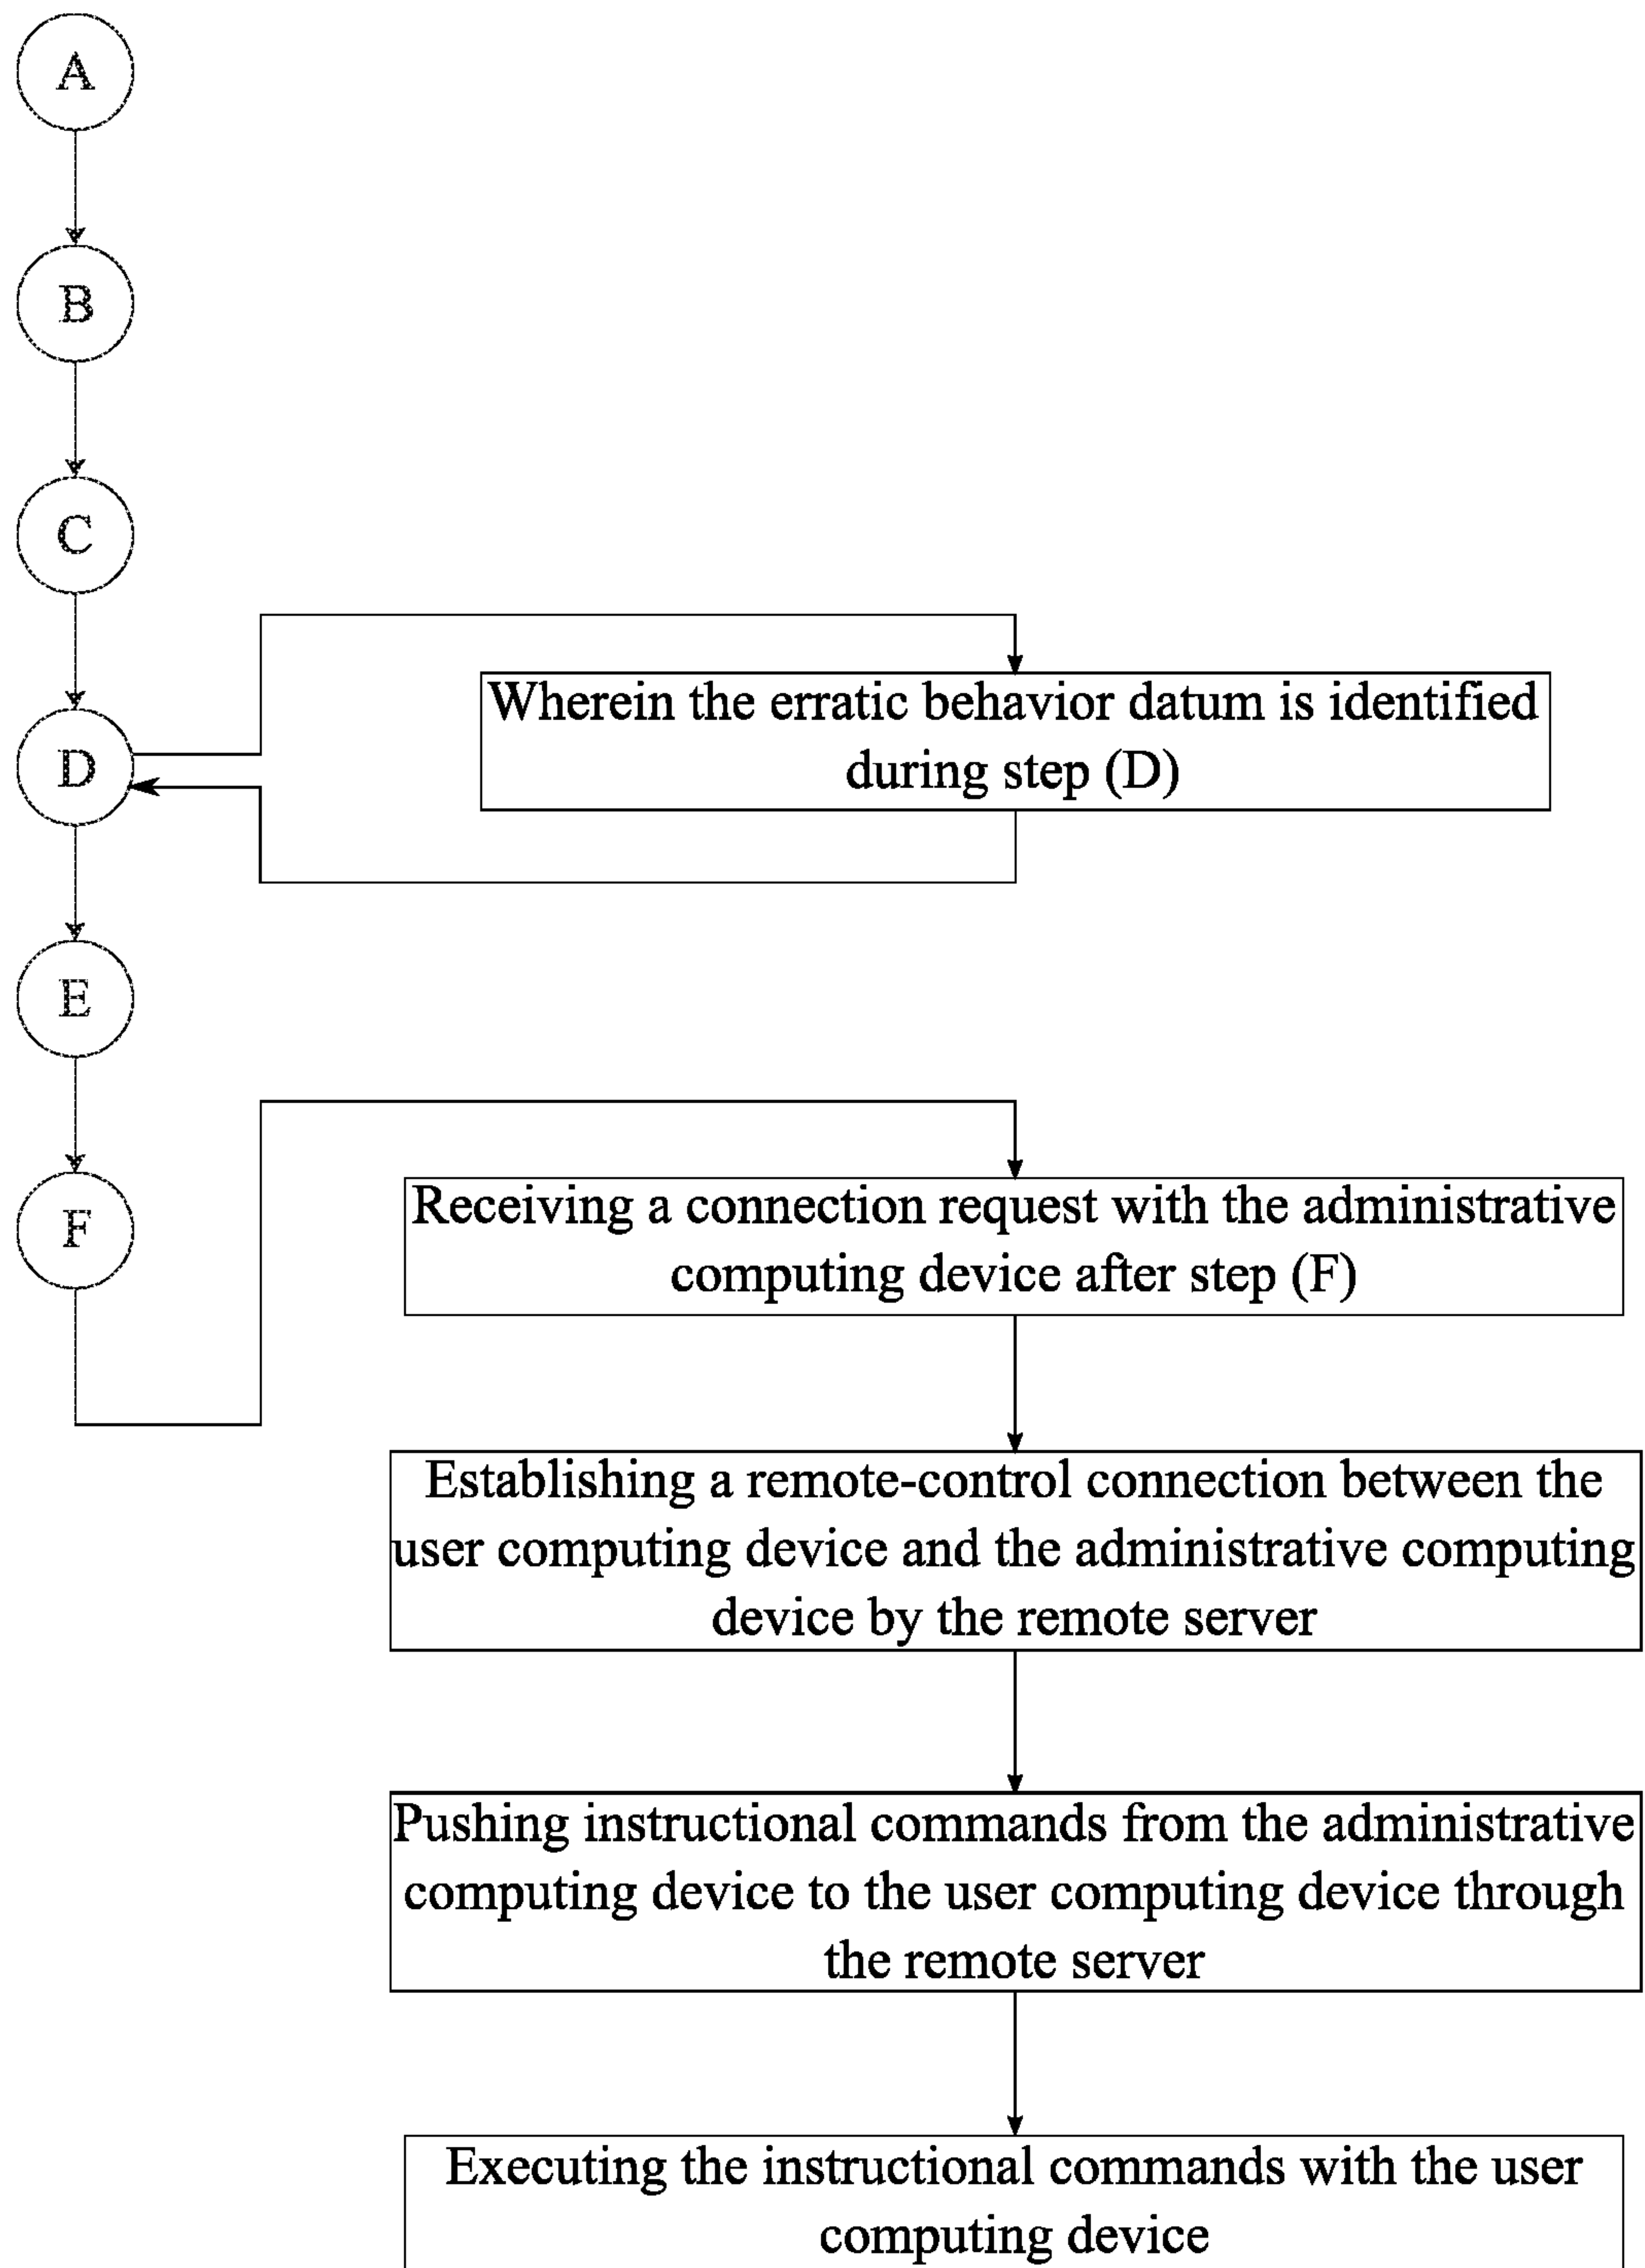 A
B
C
D
Wherein the erratic behavior datum is identified
during step (D)
E
F
Receiving a connection request with the administrative
computing device after step (F)
Establishing a remote-control connection between the
user computing device and the administrative computing
device by the remote server
Pushing instructional commands from the administrative
computing device to the user computing device through
the remote server
Executing the instructional commands with the user
computing device